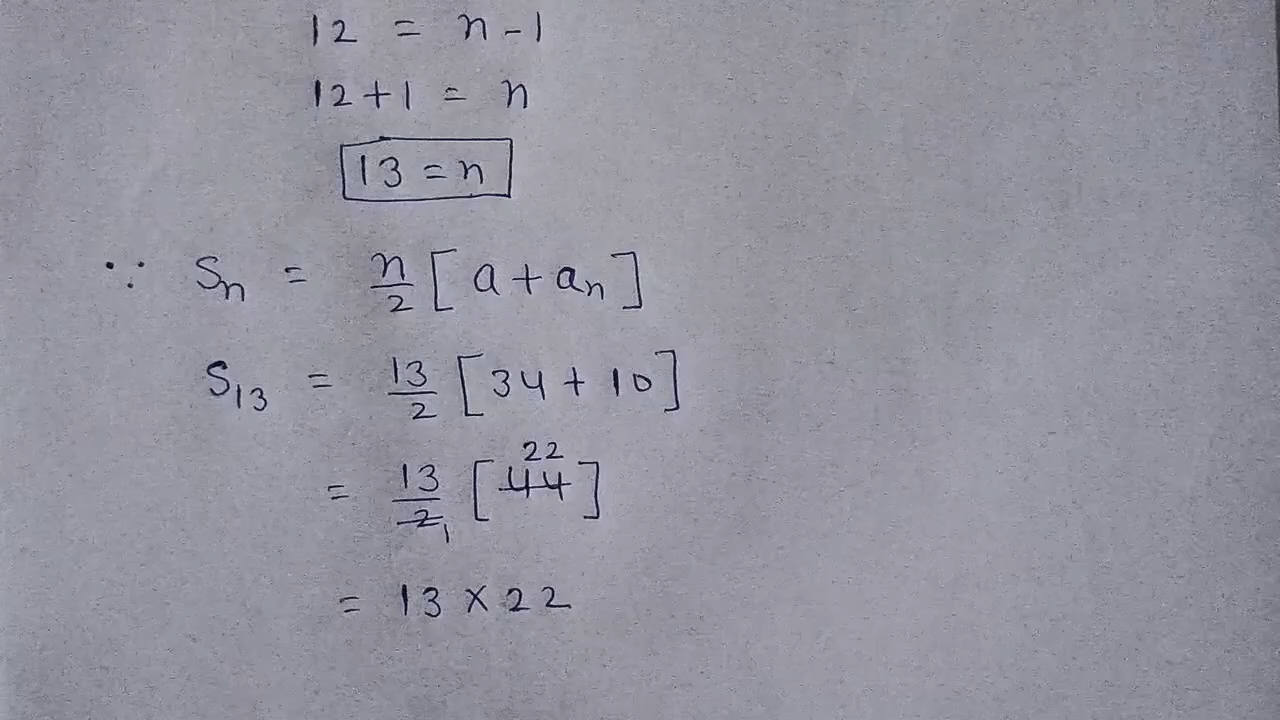 12 = n - 1
12 + 1 = n
13 = n
∵ Sn = n/2 [ a + an ]
S13 = 13/2 [ 34 + 10 ]
= 13/2 1 [ 44 22 ]
= 13 × 22